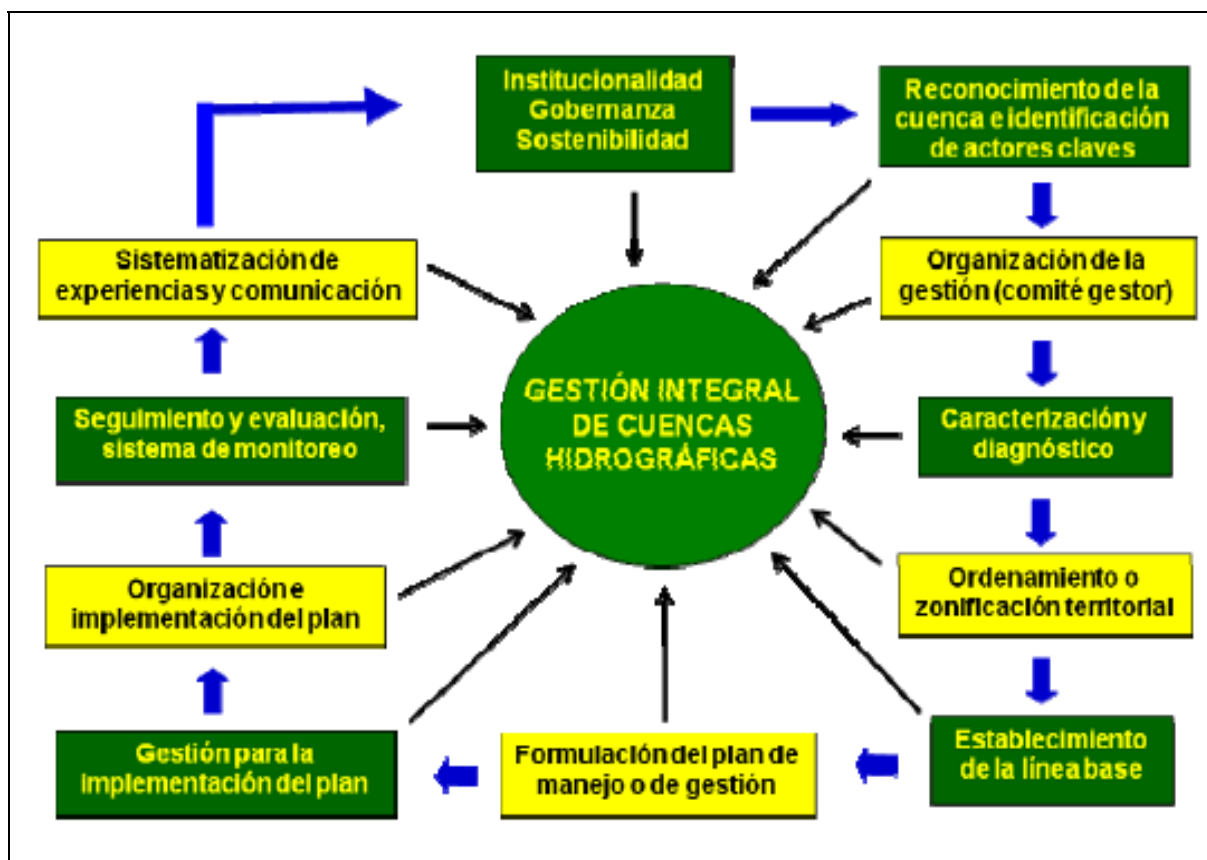 Institucionalidad
Gobernanza
Sostenibilidad
Reconocimiento de la
cuenca e identificación
de actores claves
Organización de la
gestión (comité gestor)
Caracterización y
diagnóstico
Ordenamiento o
zonificación territorial
Establecimiento
de la línea base
Formulación del plan de
manejo o de gestión
Gestión para la
implementación del plan
Organización e
implementación del plan
Seguimiento y evaluación,
sistema de monitoreo
Sistematización de
experiencias y comunicación
GESTIÓN INTEGRAL
DE CUENCAS
HIDROGRÁFICAS